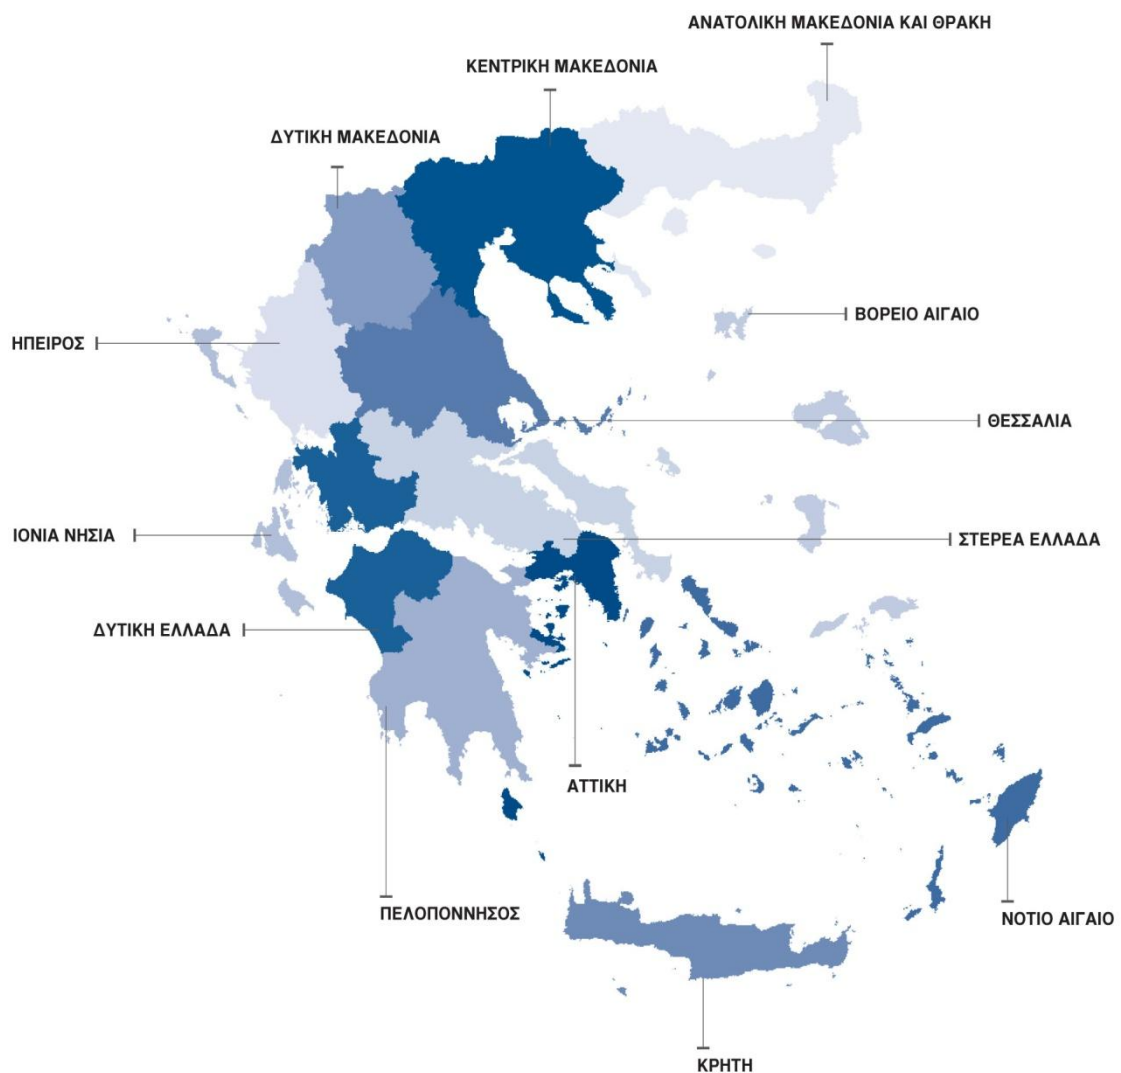 ΑΝΑΤΟΛΙΚΗ ΜΑΚΕΔΟΝΙΑ ΚΑΙ ΘΡΑΚΗ
ΚΕΝΤΡΙΚΗ ΜΑΚΕΔΟΝΙΑ
ΔΥΤΙΚΗ ΜΑΚΕΔΟΝΙΑ
ΒΟΡΕΙΟ ΑΙΓΑΙΟ
ΗΠΕΙΡΟΣ
ΘΕΣΣΑΛΙΑ
ΙΟΝΙΑ ΝΗΣΙΑ
ΣΤΕΡΕΑ ΕΛΛΑΔΑ
ΔΥΤΙΚΗ ΕΛΛΑΔΑ
ΑΤΤΙΚΗ
ΠΕΛΟΠΟΝΝΗΣΟΣ
ΝΟΤΙΟ ΑΙΓΑΙΟ
ΚΡΗΤΗ